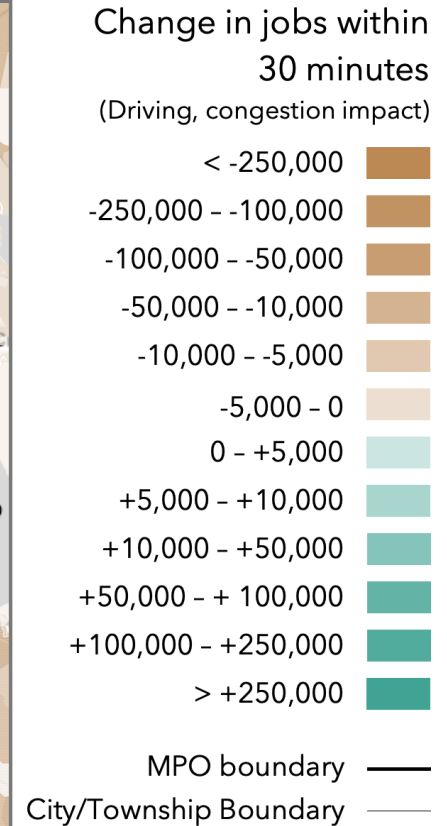 Change in jobs within
30 minutes
(Driving, congestion impact)
< -250,000
-250,000 – -100,000
-100,000 – -50,000
-50,000 – -10,000
-10,000 – -5,000
-5,000 – 0
0 – +5,000
+5,000 – +10,000
+10,000 – +50,000
+50,000 – + 100,000
+100,000 – +250,000
> +250,000
MPO boundary
City/Township Boundary